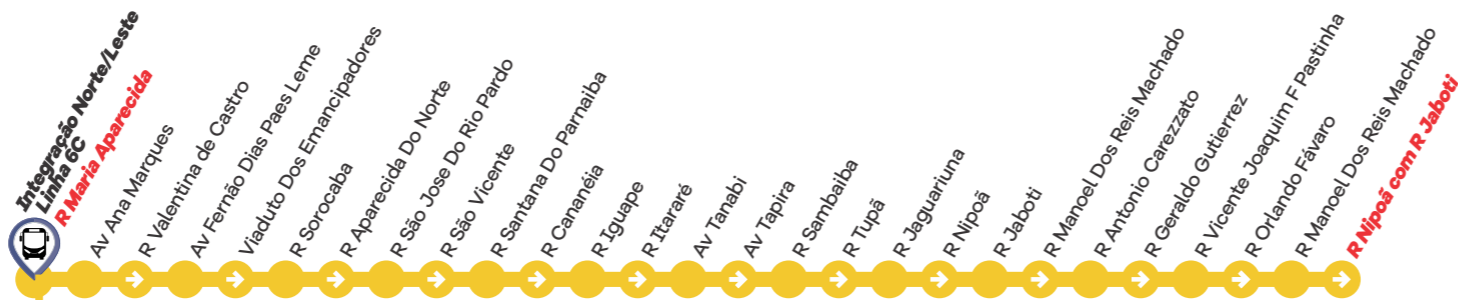 Integração Norte/Leste
Linha 6C
R Maria Aparecida
Av Ana Marques
R Valentina de Castro
Av Fernão Dias Paes Leme
Viaduto Dos Emancipadores
R Sorocaba
R Aparecida Do Norte
R São Jose Do Rio Pardo
R São Vicente
R Santana Do Parnaiba
R Cananéia
R Iguape
R Itararé
Av Tanabi
Av Tapira
R Sambaiba
R Tupã
R Jaguariuna
R Nipoã
R Jaboti
R Manoel Dos Reis Machado
R Antonio Carezzato
R Geraldo Gutierrez
R Vicente Joaquim F Pastinha
R Orlando Fávaro
R Manoel Dos Reis Machado
R Nipoã com R Jaboti